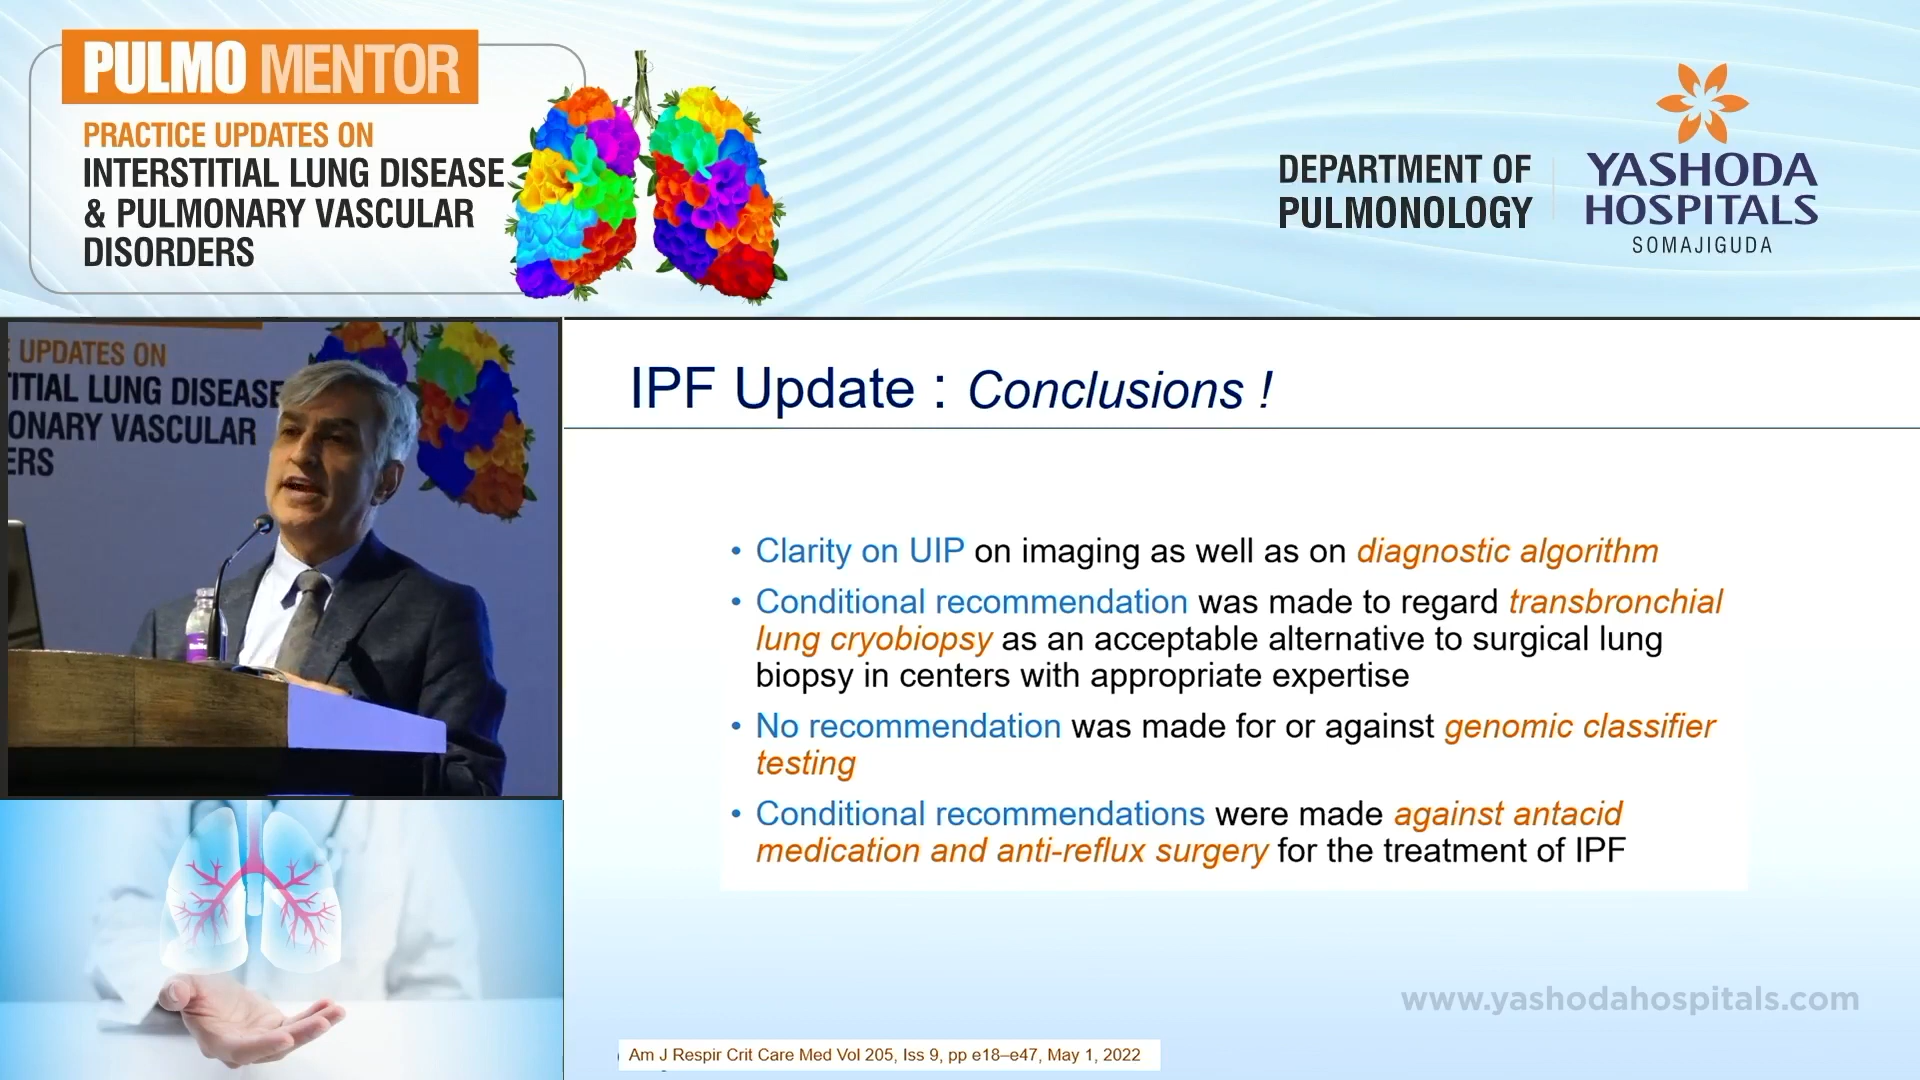 PULMO MENTOR
PRACTICE UPDATES ON
INTERSTITIAL LUNG DISEASE
& PULMONARY VASCULAR
DISORDERS
DEPARTMENT OF
PULMONOLOGY
YASHODA
HOSPITALS
SOMAJIGUDA
UPDATES ON
ITIAL LUNG DISEASE
ONARY VASCULAR
ERS
IPF Update : Conclusions !
• Clarity on UIP on imaging as well as on diagnostic algorithm
• Conditional recommendation was made to regard transbronchial
lung cryobiopsy as an acceptable alternative to surgical lung
biopsy in centers with appropriate expertise
• No recommendation was made for or against genomic classifier
testing
• Conditional recommendations were made against antacid
medication and anti-reflux surgery for the treatment of IPF
www.yashodahospitals.com
Am J Respir Crit Care Med Vol 205, Iss 9, pp e18–e47, May 1, 2022